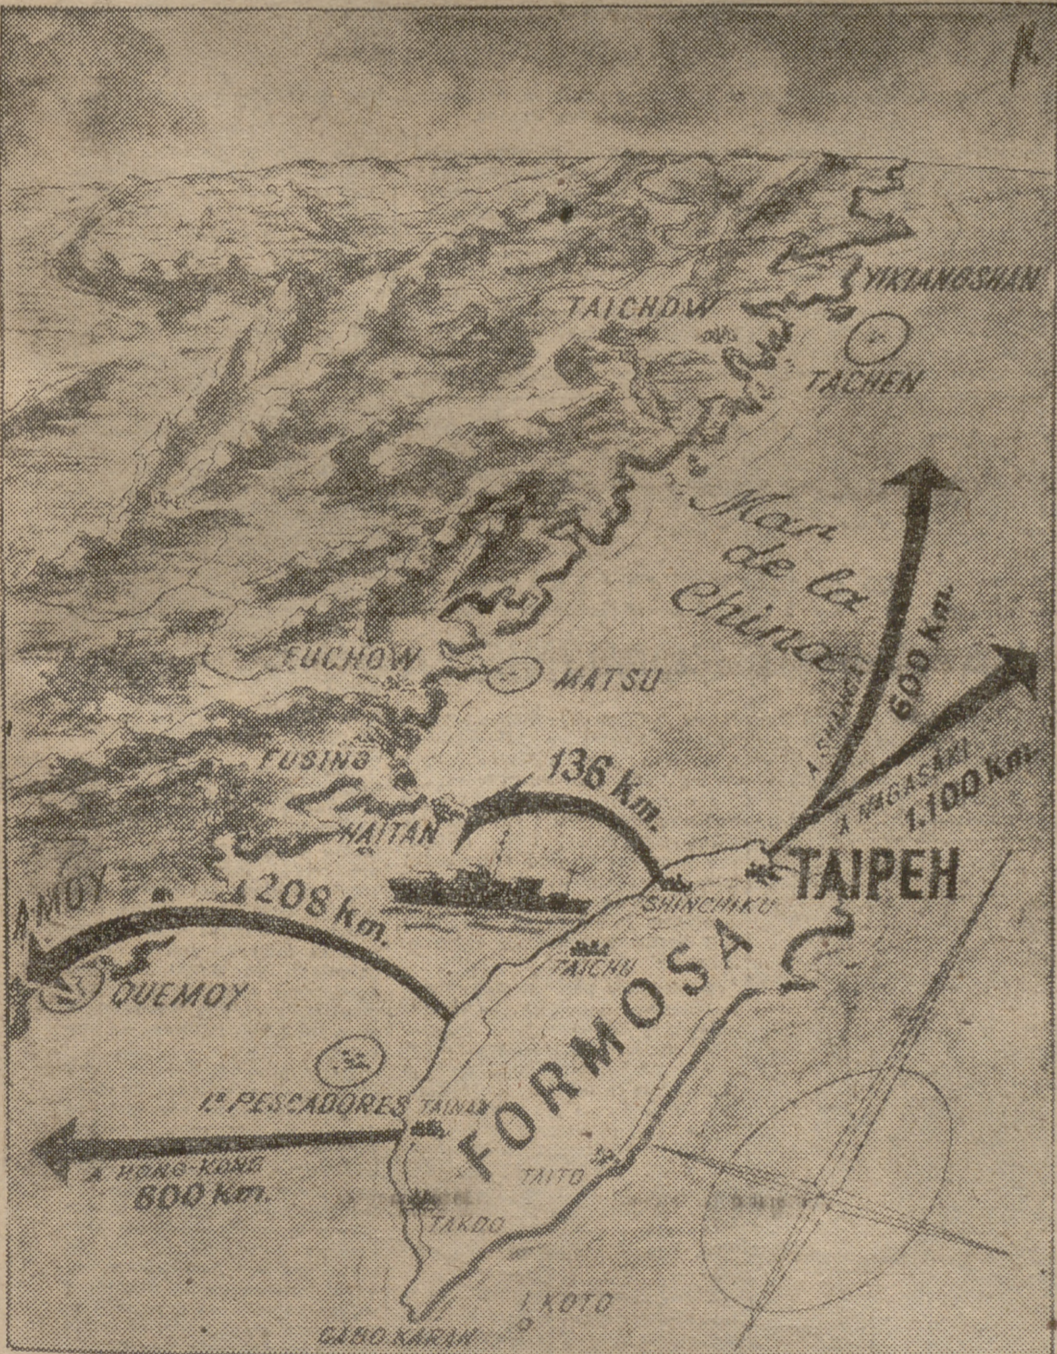 YIKIANGSHAN
TAICHOW
TACHEN
Mar
de la
China
FUCHOW
MATSU
A SHANGAI
600 Km.
FUSING
136 Km.
A NAGASAKI
1.100 Km.
HAITAN
TAIPEH
AMOY
208 Km.
SHINCHIKU
TAICHU
QUEMOY
FORMOSA
Iˢ PESCADORES
TAINAN
A HONG-KONG
600 Km.
TAITO
TAKDO
I. KOTO
CABO KARAN